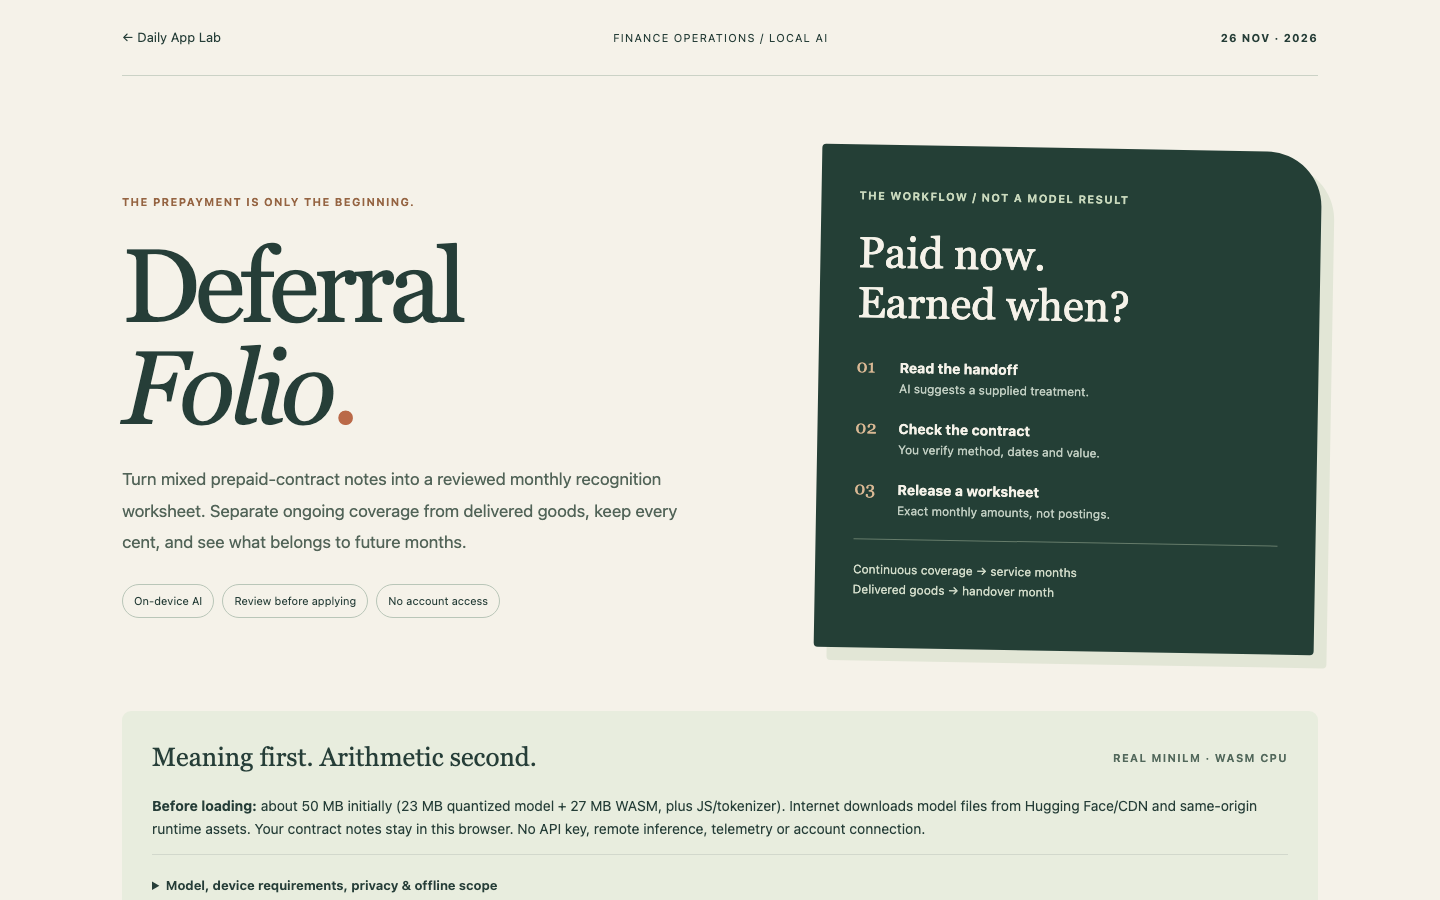 ← Daily App Lab
FINANCE OPERATIONS / LOCAL AI
26 NOV · 2026
THE PREPAYMENT IS ONLY THE BEGINNING.
Deferral
Folio.
Turn mixed prepaid-contract notes into a reviewed monthly recognition
worksheet. Separate ongoing coverage from delivered goods, keep every
cent, and see what belongs to future months.
On-device AI
Review before applying
No account access
THE WORKFLOW / NOT A MODEL RESULT
Paid now.
Earned when?
01 Read the handoff
AI suggests a supplied treatment.
02 Check the contract
You verify method, dates and value.
03 Release a worksheet
Exact monthly amounts, not postings.
Continuous coverage → service months
Delivered goods → handover month
Meaning first. Arithmetic second.
REAL MINILM · WASM CPU
Before loading: about 50 MB initially (23 MB quantized model + 27 MB WASM, plus JS/tokenizer). Internet downloads model files from Hugging Face/CDN and same-origin
runtime assets. Your contract notes stay in this browser. No API key, remote inference, telemetry or account connection.
▶ Model, device requirements, privacy & offline scope